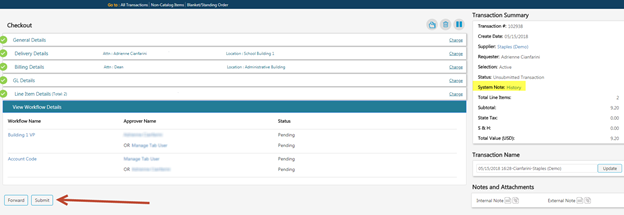 Go to : All Transactions | Non-Catalog Items | Blanket/Standing Order
Checkout
General Details Change
Delivery Details Attn : Adrienne Cianfarini Location : School Building 1 Change
Billing Details Attn : Dean Location : Administrative Building Change
GL Details Change
Line Item Details (Total 2) Change
View Workflow Details
Workflow Name Approver Name Status
Building 1 VP Pending
OR Manage Tab User Pending
Account Code Manage Tab User Pending
OR Pending
Forward Submit
Transaction Summary
Transaction #: 102938
Create Date: 05/15/2018
Supplier: Staples (Demo)
Requester: Adrienne Cianfarini
Selection: Active
Status: Unsubmitted Transaction
System Note: History
Total Line Items: 2
Subtotal: 9.20
State Tax: 0.00
S & H: 0.00
Total Value (USD): 9.20
Transaction Name
05/15/2018 16:28-Cianfarini-Staples (Demo) Update
Notes and Attachments
Internal Note External Note